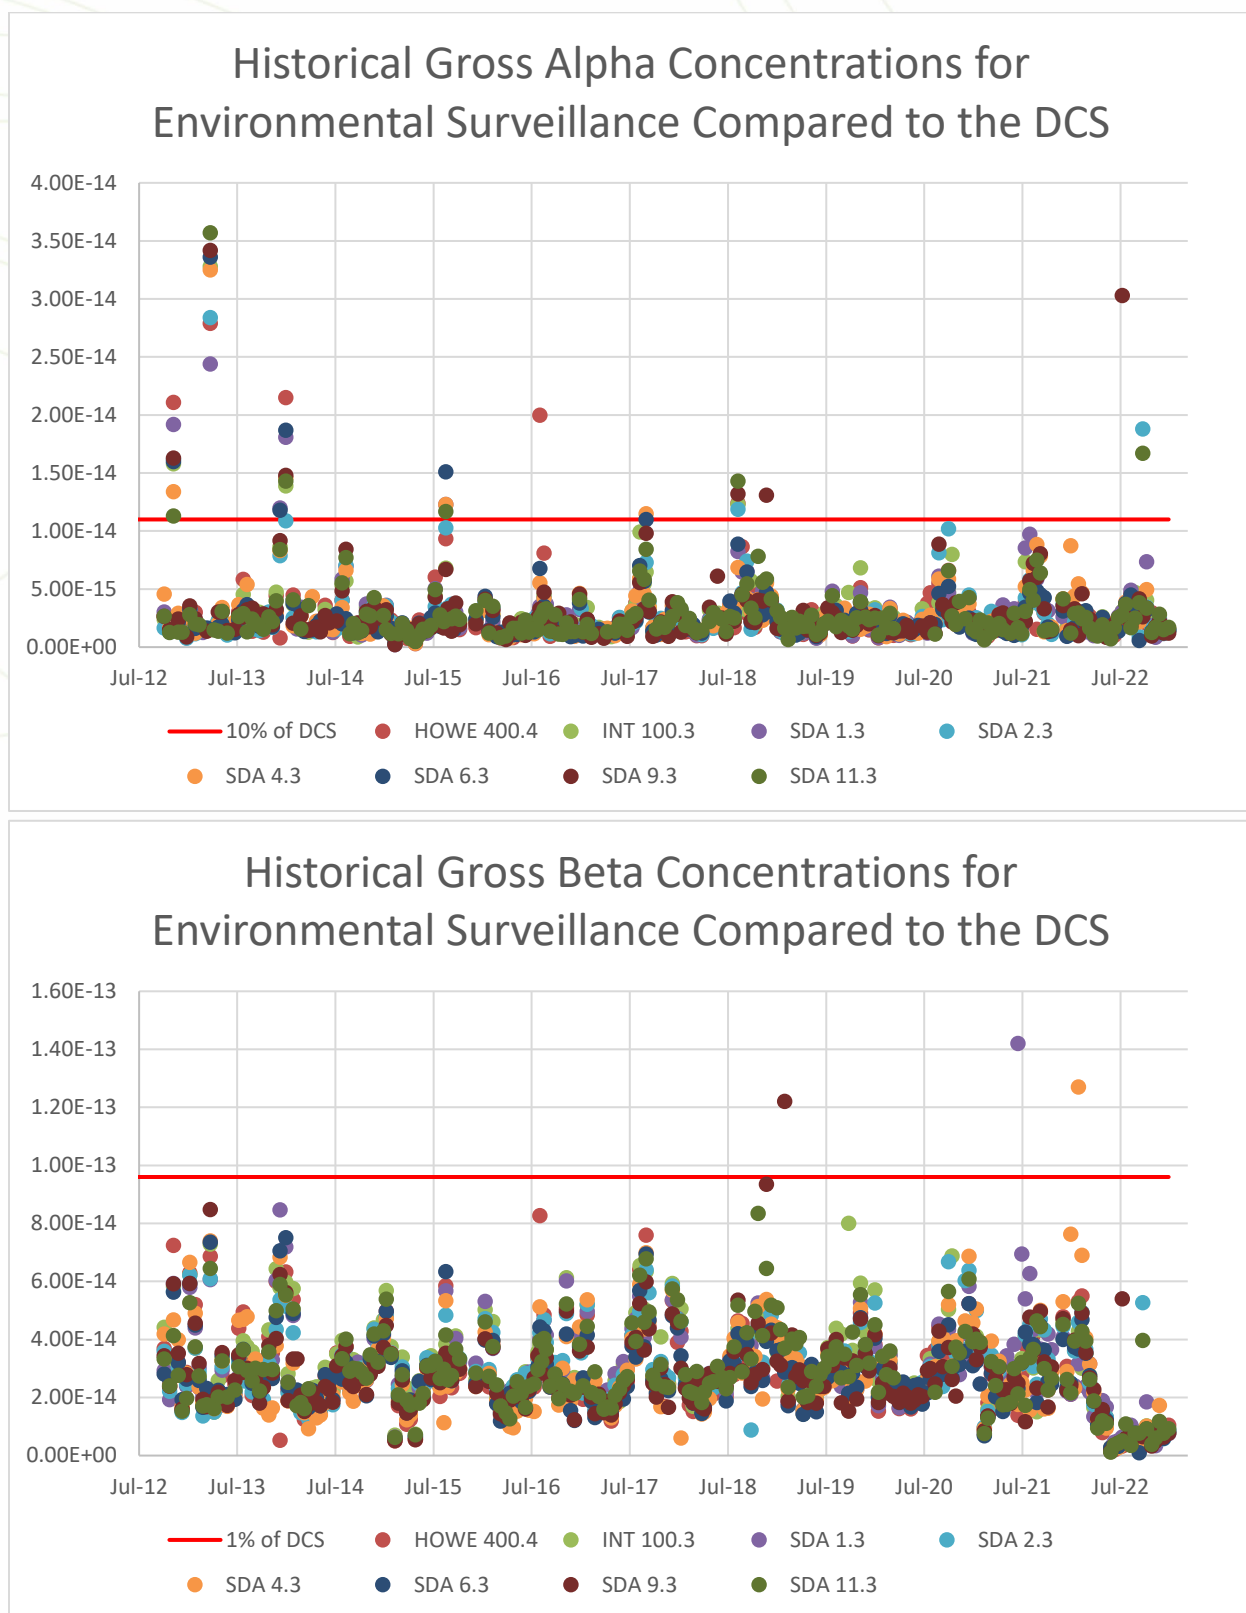 Historical Gross Alpha Concentrations for
Environmental Surveillance Compared to the DCS
4.00E-14
3.50E-14
3.00E-14
2.50E-14
2.00E-14
1.50E-14
1.00E-14
5.00E-15
0.00E+00
Jul-12 Jul-13 Jul-14 Jul-15 Jul-16 Jul-17 Jul-18 Jul-19 Jul-20 Jul-21 Jul-22
10% of DCS HOWE 400.4 INT 100.3 SDA 1.3 SDA 2.3
SDA 4.3 SDA 6.3 SDA 9.3 SDA 11.3
Historical Gross Beta Concentrations for
Environmental Surveillance Compared to the DCS
1.60E-13
1.40E-13
1.20E-13
1.00E-13
8.00E-14
6.00E-14
4.00E-14
2.00E-14
0.00E+00
Jul-12 Jul-13 Jul-14 Jul-15 Jul-16 Jul-17 Jul-18 Jul-19 Jul-20 Jul-21 Jul-22
1% of DCS HOWE 400.4 INT 100.3 SDA 1.3 SDA 2.3
SDA 4.3 SDA 6.3 SDA 9.3 SDA 11.3